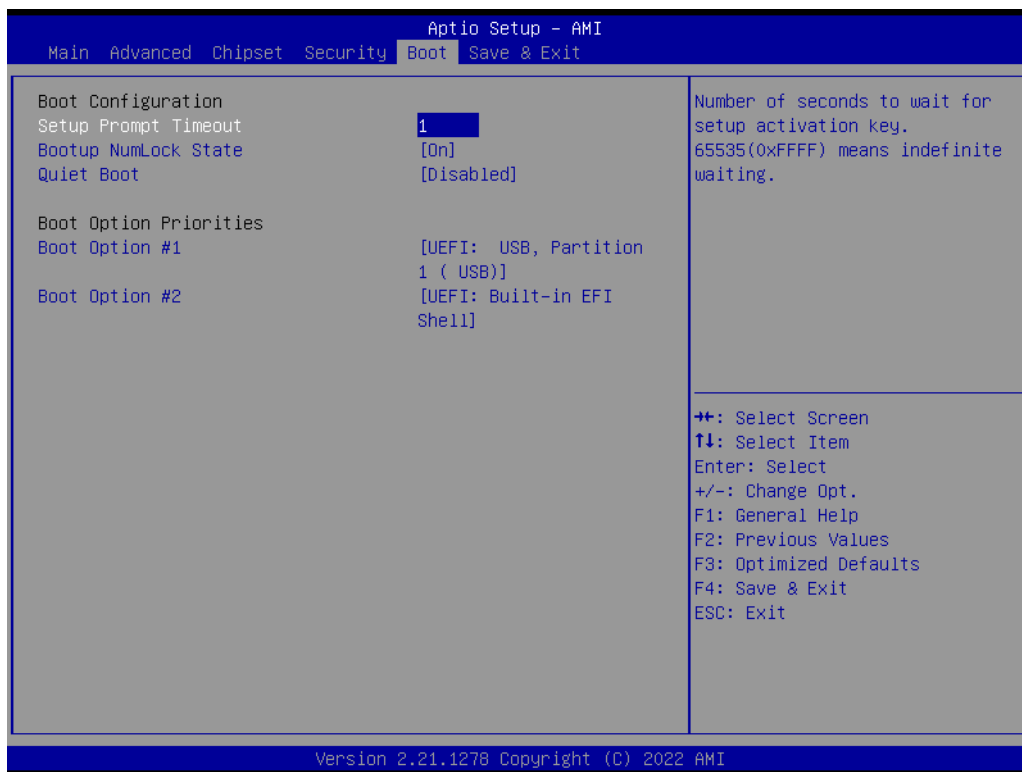 Aptio Setup – AMI
Main Advanced Chipset Security Boot Save & Exit
Boot Configuration
Setup Prompt Timeout 1
Bootup NumLock State [On]
Quiet Boot [Disabled]
Boot Option Priorities
Boot Option #1 [UEFI: USB, Partition
1 ( USB)]
Boot Option #2 [UEFI: Built-in EFI
Shell]
Number of seconds to wait for
setup activation key.
65535(0xFFFF) means indefinite
waiting.
→←: Select Screen
↑↓: Select Item
Enter: Select
+/-: Change Opt.
F1: General Help
F2: Previous Values
F3: Optimized Defaults
F4: Save & Exit
ESC: Exit
Version 2.21.1278 Copyright (C) 2022 AMI